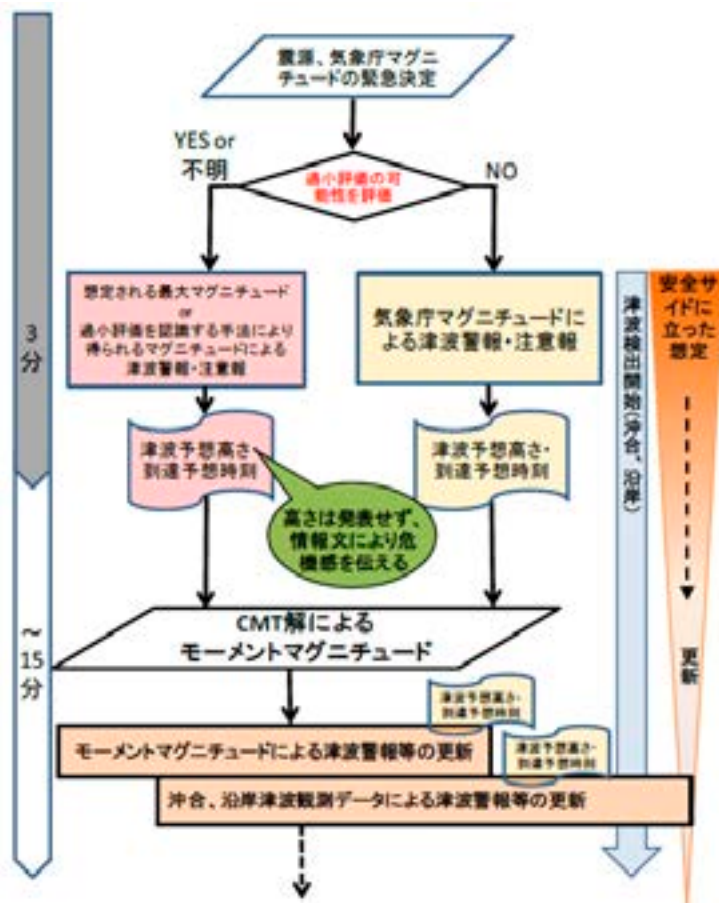 震源、気象庁マグニ
チュードの緊急決定
YES or
不明
過小評価の可
能性を評価
NO
3
分
想定される最大マグニチュード
or
過小評価を認識する手法により
得られるマグニチュードによる
津波警報・注意報
気象庁マグニチュードに
よる津波警報・注意報
津波検出開始(沖合、沿岸)
安全サ
イドに
立った
想定
津波予想高さ・
到達予想時刻
津波予想高さ・
到達予想時刻
高さは発表せず、
情報文により危
機感を伝える
~
15
分
CMT解による
モーメントマグニチュード
更新
津波予想高さ・
到達予想時刻
モーメントマグニチュードによる津波警報等の更新
津波予想高さ・
到達予想時刻
沖合、沿岸津波観測データによる津波警報等の更新